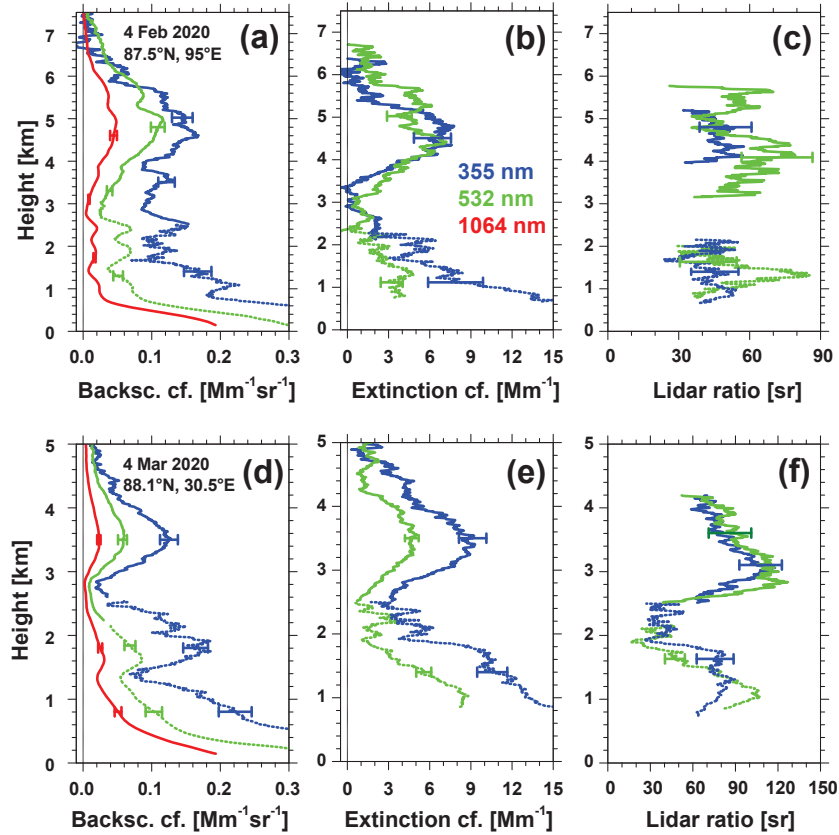 4 Feb 2020
87.5°N, 95°E
(a)
(b)
(c)
355 nm
532 nm
1064 nm
Height [km]
7
6
5
4
3
2
1
0
7
6
5
4
3
2
1
0
7
6
5
4
3
2
1
0
0.0 0.1 0.2 0.3
0 3 6 9 12 15
0 30 60 90
Backsc. cf. [Mm⁻¹sr⁻¹]
Extinction cf. [Mm⁻¹]
Lidar ratio [sr]
4 Mar 2020
88.1°N, 30.5°E
(d)
(e)
(f)
Height [km]
5
4
3
2
1
0
5
4
3
2
1
0
5
4
3
2
1
0
0.0 0.1 0.2 0.3
0 3 6 9 12 15
0 30 60 90 120 150
Backsc. cf. [Mm⁻¹sr⁻¹]
Extinction cf. [Mm⁻¹]
Lidar ratio [sr]